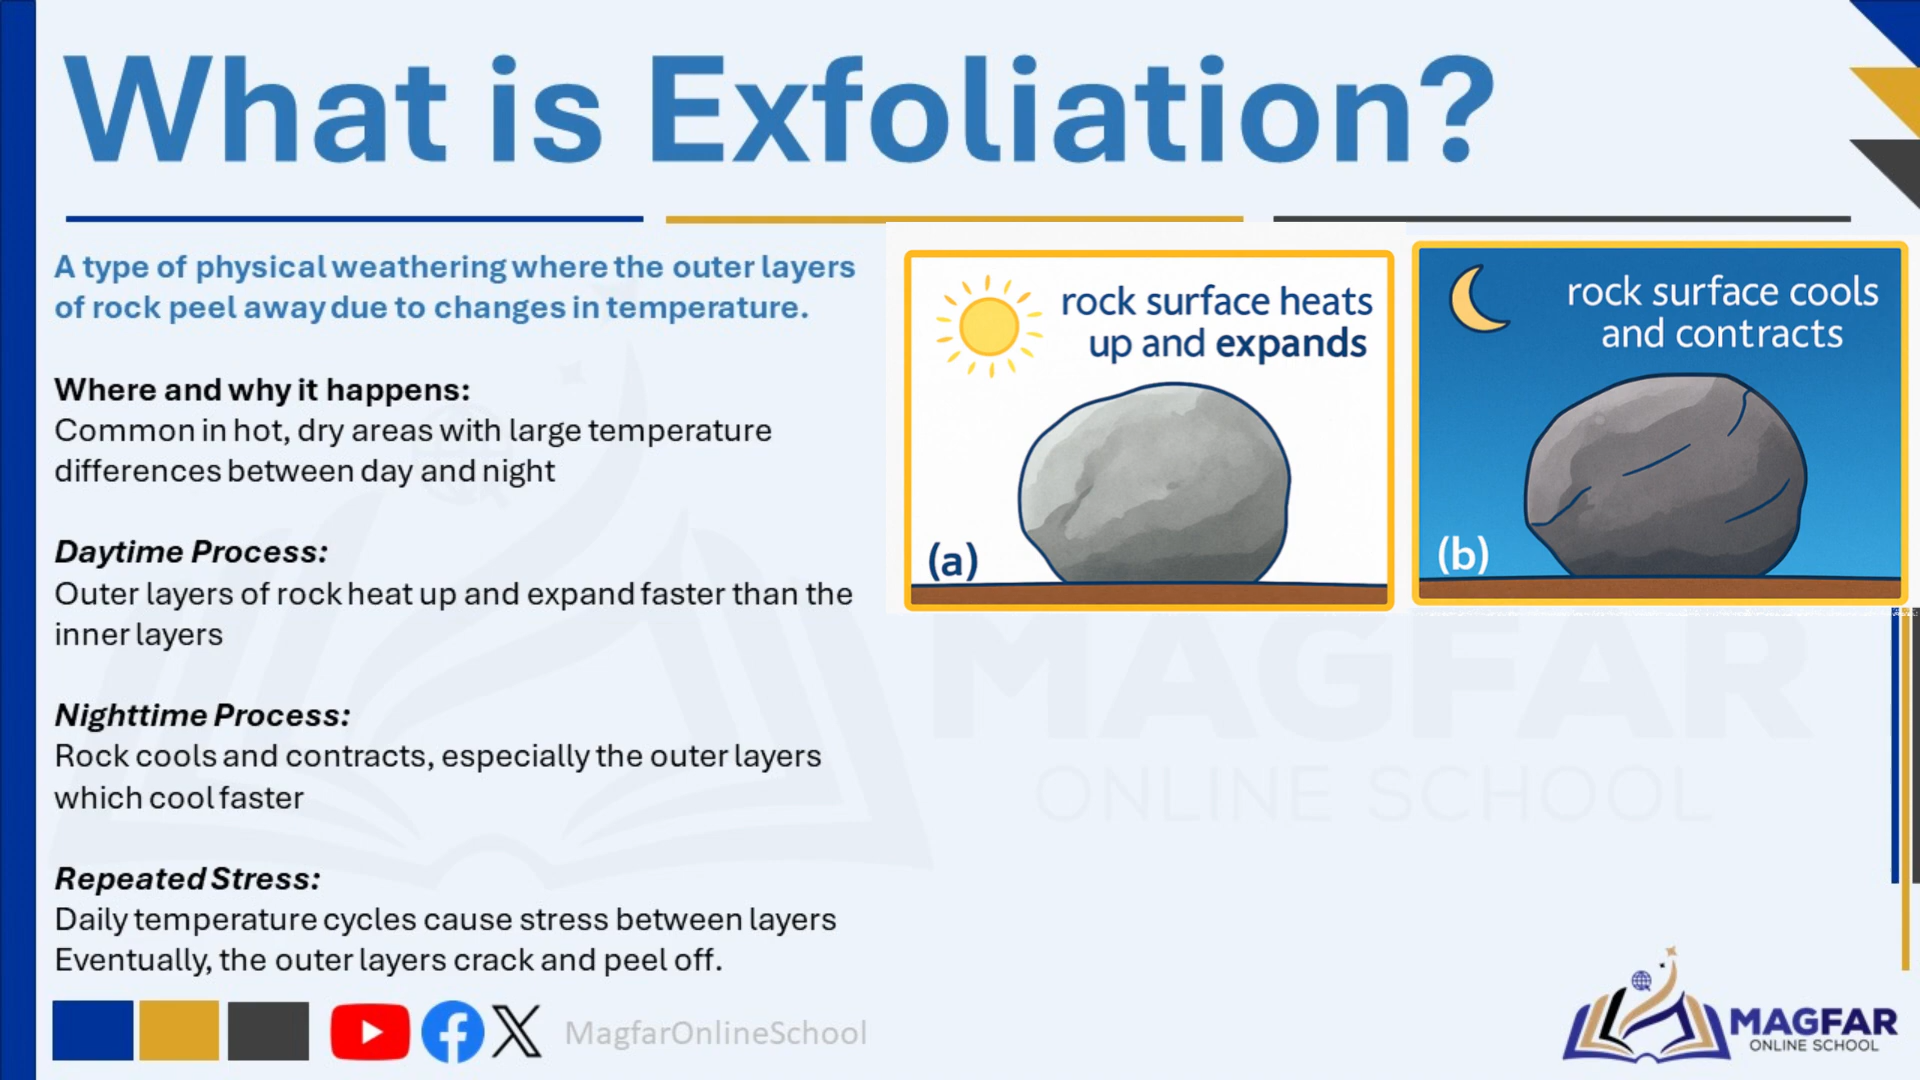 What is Exfoliation?
A type of physical weathering where the outer layers
of rock peel away due to changes in temperature.
Where and why it happens:
Common in hot, dry areas with large temperature
differences between day and night
Daytime Process:
Outer layers of rock heat up and expand faster than the
inner layers
Nighttime Process:
Rock cools and contracts, especially the outer layers
which cool faster
Repeated Stress:
Daily temperature cycles cause stress between layers
Eventually, the outer layers crack and peel off.
rock surface heats
up and expands
(a)
rock surface cools
and contracts
(b)
MAGFAR
ONLINE SCHOOL
MagfarOnlineSchool
MAGFAR
ONLINE SCHOOL